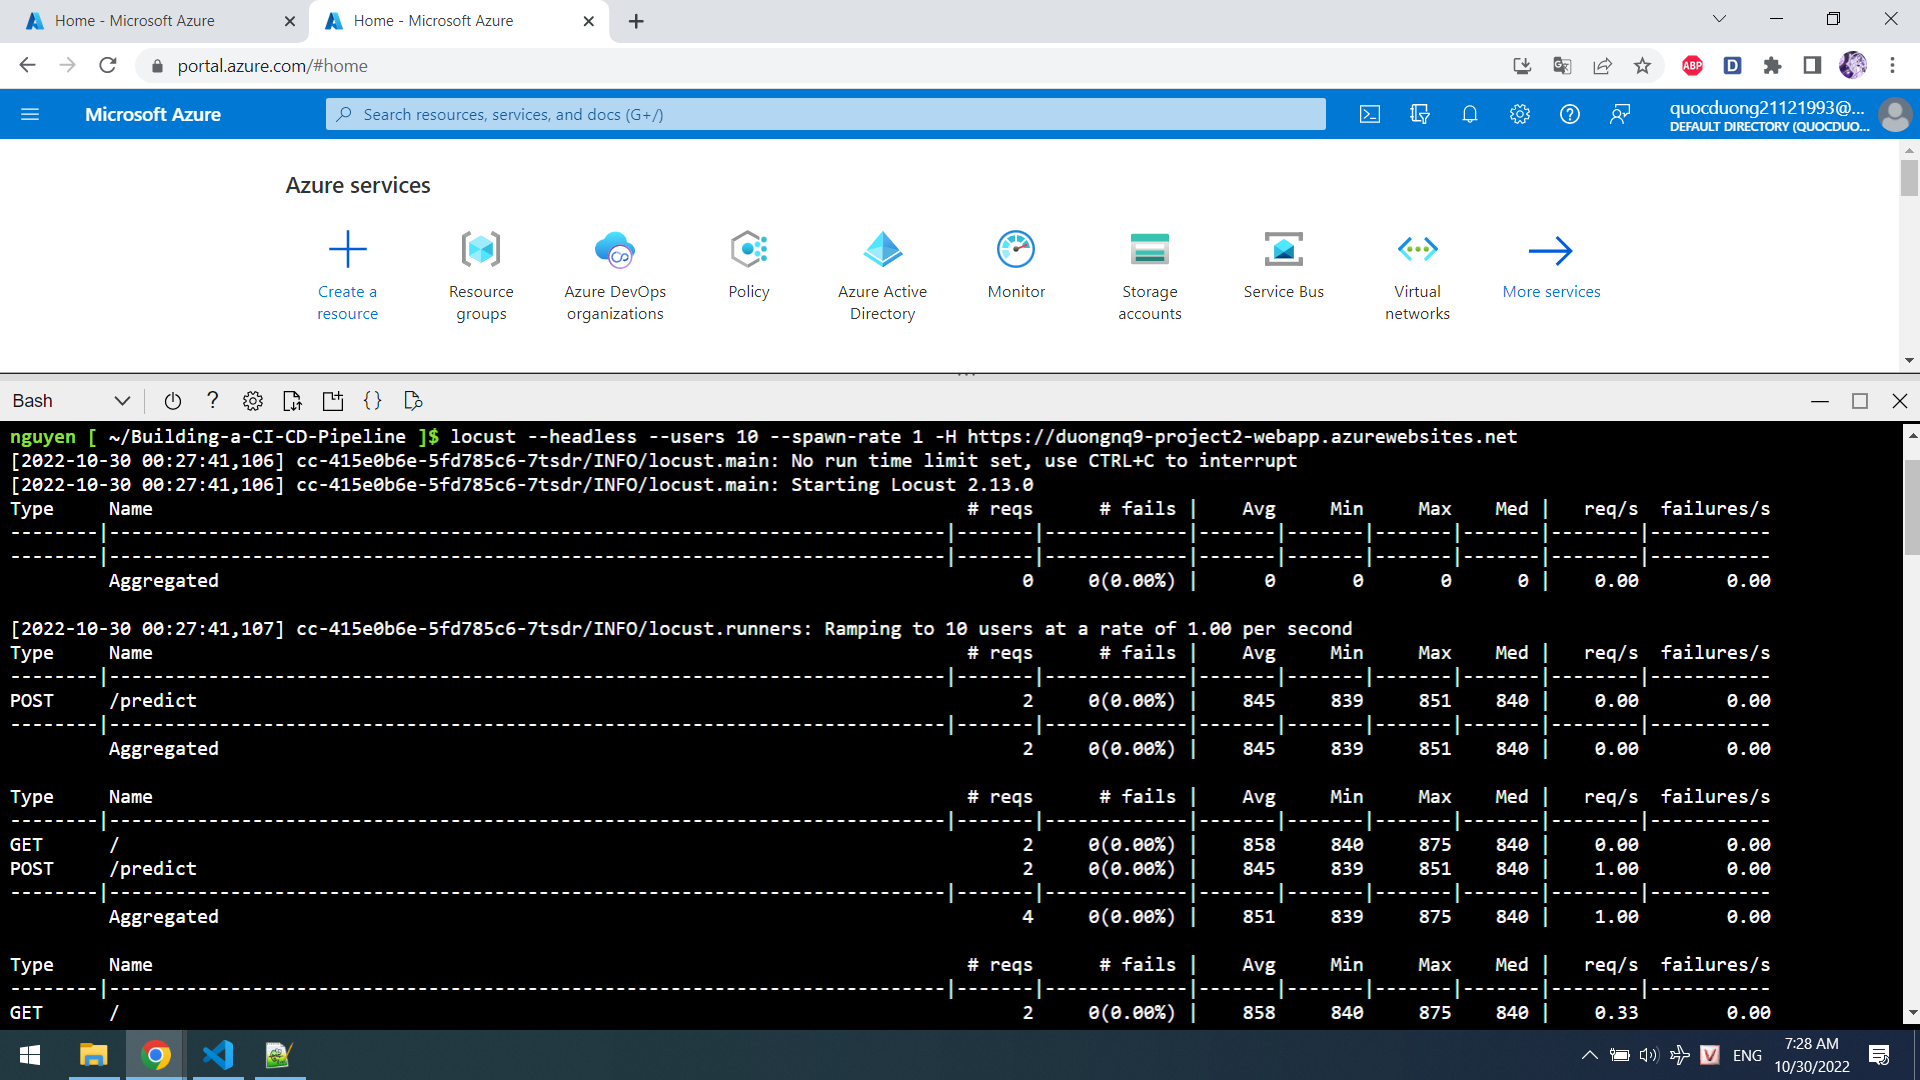 Home - Microsoft Azure
Home - Microsoft Azure
portal.azure.com/#home
ABP
D
Microsoft Azure
Search resources, services, and docs (G+/)
quocduong21121993@...
DEFAULT DIRECTORY (QUOCDUO...
Azure services
Create a resource
Resource groups
Azure DevOps organizations
Policy
Azure Active Directory
Monitor
Storage accounts
Service Bus
Virtual networks
More services
Bash
nguyen [ ~/Building-a-CI-CD-Pipeline ]$ locust --headless --users 10 --spawn-rate 1 -H https://duongnq9-project2-webapp.azurewebsites.net
[2022-10-30 00:27:41,106] cc-415e0b6e-5fd785c6-7tsdr/INFO/locust.main: No run time limit set, use CTRL+C to interrupt
[2022-10-30 00:27:41,106] cc-415e0b6e-5fd785c6-7tsdr/INFO/locust.main: Starting Locust 2.13.0
Type Name # reqs # fails | Avg Min Max Med | req/s failures/s
--------|----------------------------------------------------------------------------|-------|-------------|-------|-------|-------|-------|--------|-----------
--------|----------------------------------------------------------------------------|-------|-------------|-------|-------|-------|-------|--------|-----------
Aggregated 0 0(0.00%) | 0 0 0 0 | 0.00 0.00
[2022-10-30 00:27:41,107] cc-415e0b6e-5fd785c6-7tsdr/INFO/locust.runners: Ramping to 10 users at a rate of 1.00 per second
Type Name # reqs # fails | Avg Min Max Med | req/s failures/s
--------|----------------------------------------------------------------------------|-------|-------------|-------|-------|-------|-------|--------|-----------
POST /predict 2 0(0.00%) | 845 839 851 840 | 0.00 0.00
--------|----------------------------------------------------------------------------|-------|-------------|-------|-------|-------|-------|--------|-----------
Aggregated 2 0(0.00%) | 845 839 851 840 | 0.00 0.00
Type Name # reqs # fails | Avg Min Max Med | req/s failures/s
--------|----------------------------------------------------------------------------|-------|-------------|-------|-------|-------|-------|--------|-----------
GET / 2 0(0.00%) | 858 840 875 840 | 0.00 0.00
POST /predict 2 0(0.00%) | 845 839 851 840 | 1.00 0.00
--------|----------------------------------------------------------------------------|-------|-------------|-------|-------|-------|-------|--------|-----------
Aggregated 4 0(0.00%) | 851 839 875 840 | 1.00 0.00
Type Name # reqs # fails | Avg Min Max Med | req/s failures/s
--------|----------------------------------------------------------------------------|-------|-------------|-------|-------|-------|-------|--------|-----------
GET / 2 0(0.00%) | 858 840 875 840 | 0.33 0.00
V
ENG
7:28 AM
10/30/2022